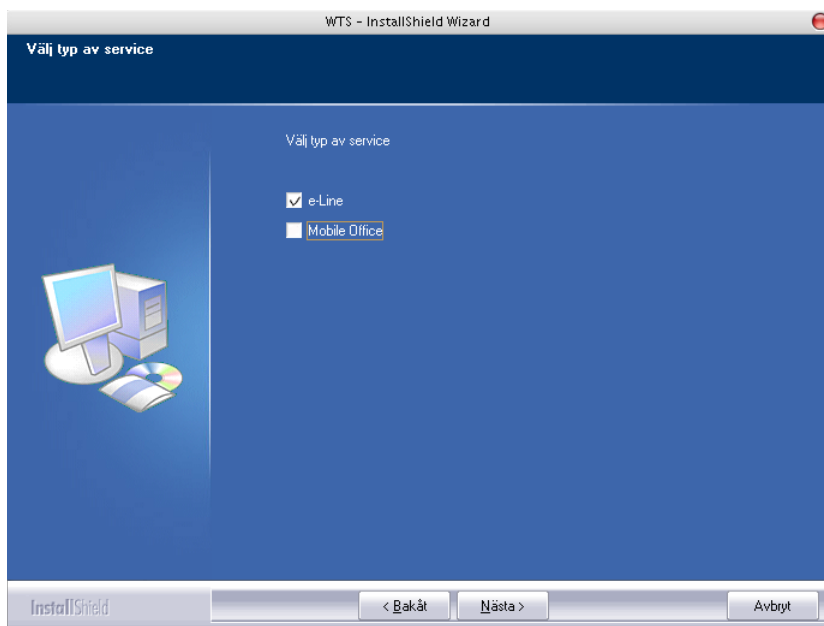 WTS - InstallShield Wizard
Välj typ av service
Välj typ av service
e-Line
Mobile Office
InstallShield
< Bakåt
Nästa >
Avbryt